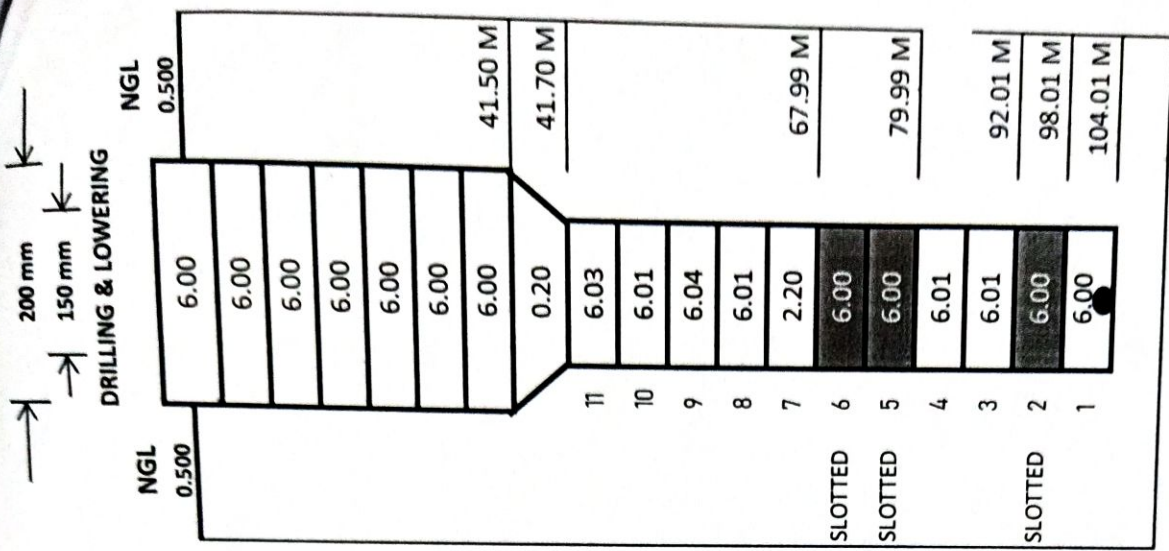 200 mm
150 mm
DRILLING & LOWERING
NGL NGL
0.500 0.500
6.00
6.00
6.00
6.00
6.00
6.00
6.00 41.50 M
0.20 41.70 M
11 6.03
10 6.01
9 6.04
8 6.01
7 2.20 67.99 M
SLOTTED 6 6.00
SLOTTED 5 6.00 79.99 M
4 6.01
3 6.01 92.01 M
SLOTTED 2 6.00 98.01 M
1 6.00 104.01 M